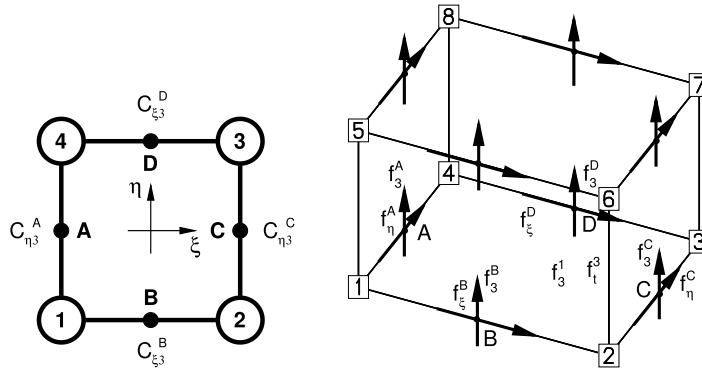 C_ξ3^D
4
3
D
η
C_η3^A
A
C
C_η3^C
ξ
B
1
2
C_ξ3^B
8
7
5
f_3^A
4
f_3^D
6
f_η^A
A
f_ξ^D
D
3
f_3^1
f_t^3
f_3^C
1
f_ξ^B
f_3^B
C
f_η^C
B
2